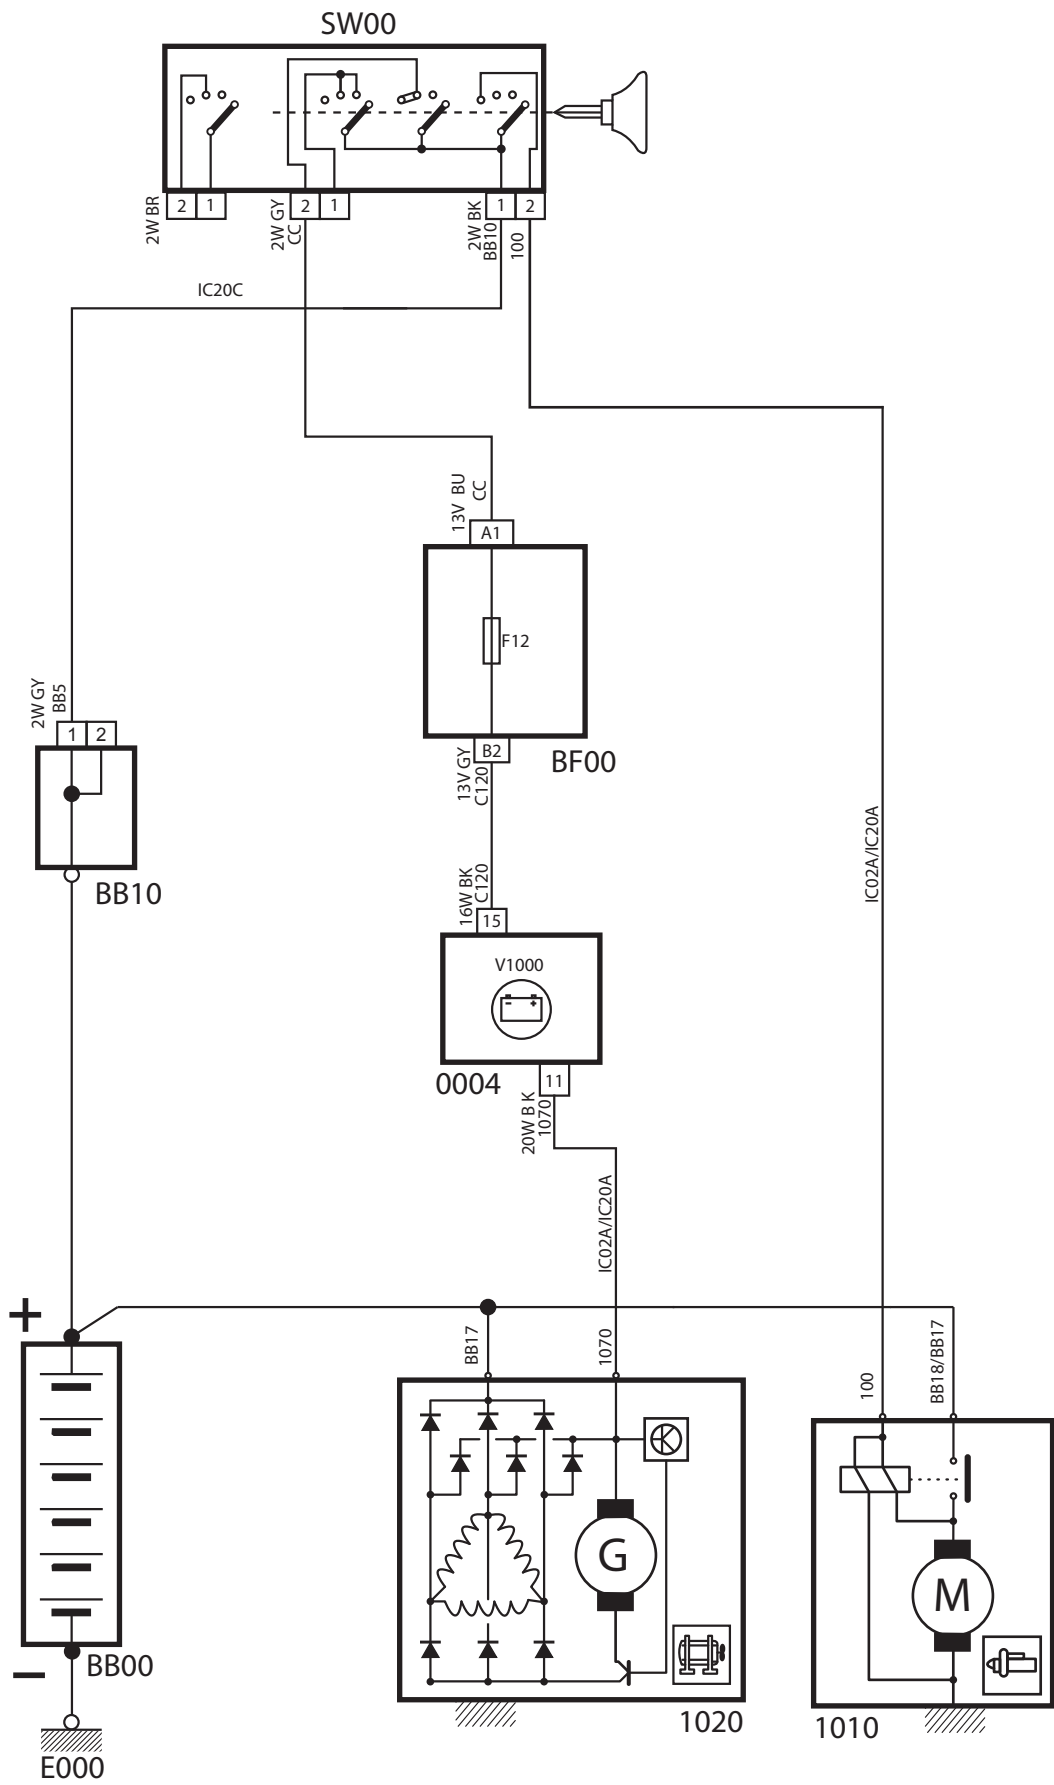 SW00
2 1
2 1
1 2
2W BR
2W GY
CC
2W BK
BB10
100
IC20C
13V BU
CC
A1
F12
2W GY
BB5
1 2
B2
BF00
13V GY
C120
IC02A/IC20A
BB10
16W BK
C120
15
V1000
- +
0004
11
20W B K
1070
IC02A/IC20A
+
BB17
1070
100
BB18/BB17
G
M
–
BB00
1020
1010
E000